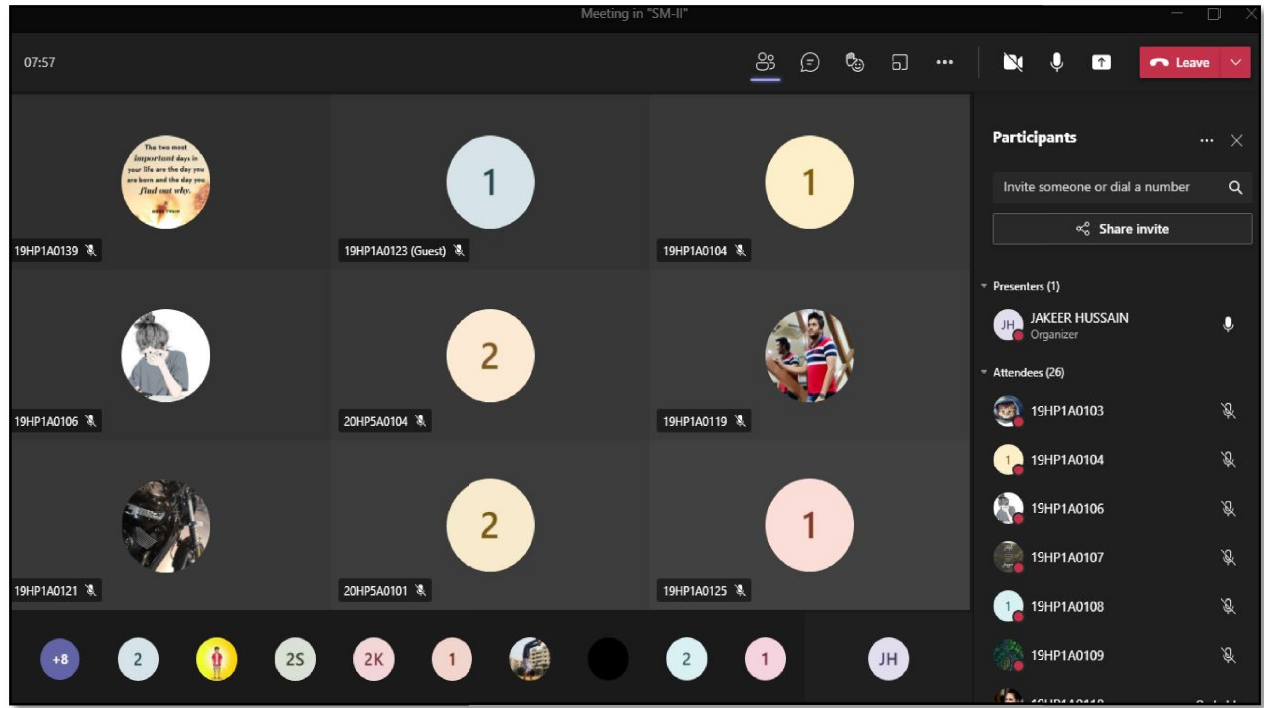 Meeting in "SM-II"
07:57
Leave
The two most
important days in
your life are the day you
are born and the day you
find out why.
1
1
19HP1A0139
19HP1A0123 (Guest)
19HP1A0104
2
19HP1A0106
20HP5A0104
19HP1A0119
2
1
19HP1A0121
20HP5A0101
19HP1A0125
+8
2
2S
2K
1
2
1
JH
Participants
Invite someone or dial a number
Share invite
Presenters (1)
JH
JAKEER HUSSAIN
Organizer
Attendees (26)
19HP1A0103
1
19HP1A0104
19HP1A0106
19HP1A0107
1
19HP1A0108
19HP1A0109